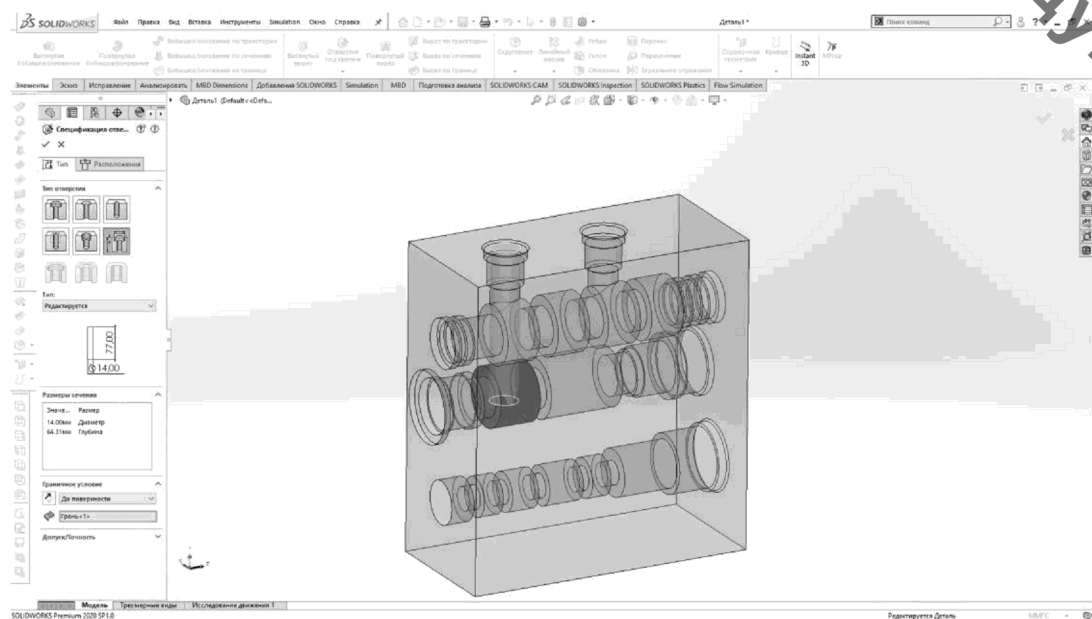 SOLIDWORKS Файл Правка Вид Вставка Инструменты Simulation Окно Справка Деталь1 * Поиск команд
Вытянутая бобышка/основание
Повернутая бобышка/основание
Бобышка/основание по траектории
Бобышка/основание по сечениям
Бобышка/основание на границе
Вытянутый вырез
Отверстие под крепеж
Повернутый вырез
Вырез по траектории
Вырез по сечениям
Вырез по границе
Скругление
Линейный массив
Ребро
Уклон
Оболочка
Перенос
Пересечение
Зеркальное отражение
Справочная геометрия
Кривые
Instant 3D
Элементы Эскиз Исправление Анализировать MBD Dimensions Добавления SOLIDWORKS Simulation MBD Подготовка анализа SOLIDWORKS CAM SOLIDWORKS Inspection SOLIDWORKS Plastics Flow Simulation
Деталь1 (Default<<Defa...
Спецификация отве...
Тип Расположения
Тип отверстия
Тип:
Редактируется
77,00
14,00
Размеры сечения
Значе... Размер
14.00мм Диаметр
64.31мм Глубина
Граничное условие
До поверхности
Грань<1>
Допуск/Точность
Модель Трехмерные виды Исследование движения 1
SOLIDWORKS Premium 2020 SP1.0 Редактируется Деталь ММГС